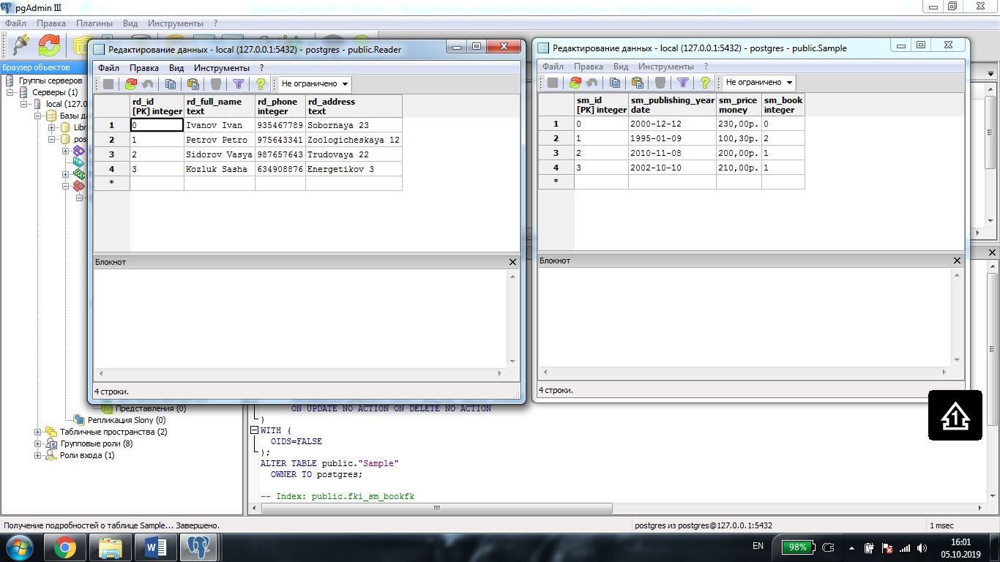 pgAdmin III
Файл Правка Плагины Вид Инструменты ?
Браузер объектов
Группы серверов
Серверы (1)
local (127.0
Базы да
Libr
pos
Представления (0)
Репликация Slony (0)
Табличные пространства (2)
Групповые роли (8)
Роли входа (1)
Редактирование данных - local (127.0.0.1:5432) - postgres - public.Reader
Файл Правка Вид Инструменты ?
Не ограничено
rd_id rd_full_name rd_phone rd_address
[PK] integer text integer text
1 0 Ivanov Ivan 935467789 Sobornaya 23
2 1 Petrov Petro 975643341 Zoologicheskaya 12
3 2 Sidorov Vasya 987657643 Trudovaya 22
4 3 Kozluk Sasha 634908876 Energetikov 3
*
Блокнот
4 строки.
Редактирование данных - local (127.0.0.1:5432) - postgres - public.Sample
Файл Правка Вид Инструменты ?
Не ограничено
sm_id sm_publishing_year sm_price sm_book
[PK] integer date money integer
1 0 2000-12-12 230,00р. 0
2 1 1995-01-09 100,30р. 2
3 2 2010-11-08 200,00р. 1
4 3 2002-10-10 210,00р. 1
*
Блокнот
4 строки.
ON UPDATE NO ACTION ON DELETE NO ACTION
)
WITH (
OIDS=FALSE
);
ALTER TABLE public."Sample"
OWNER TO postgres;
-- Index: public.fki_sm_bookfk
1
Получение подробностей о таблице Sample... Завершено. postgres из postgres@127.0.0.1:5432 1 msec
EN 98% 16:01
05.10.2019